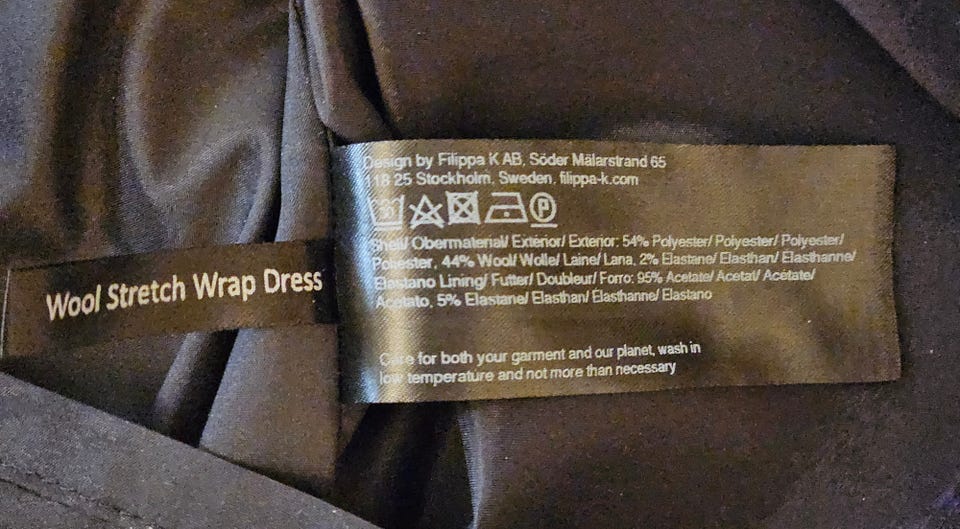 Wool Stretch Wrap Dress
Design by Filippa K AB, Söder Mälarstrand 65
118 25 Stockholm, Sweden, filippa-k.com
P
Shell/ Obermaterial/ Exterior/ Exterior: 54% Polyester/ Polyester/ Polyester/
Poliester, 44% Wool/ Wolle/ Laine/ Lana, 2% Elastane/ Elasthan/ Elasthanne/
Elastano Lining/ Futter/ Doubleur/ Forro: 95% Acetate/ Acetat/ Acétate/
Acetato, 5% Elastane/ Elasthan/ Elasthanne/ Elastano
Care for both your garment and our planet, wash in
low temperature and not more than necessary